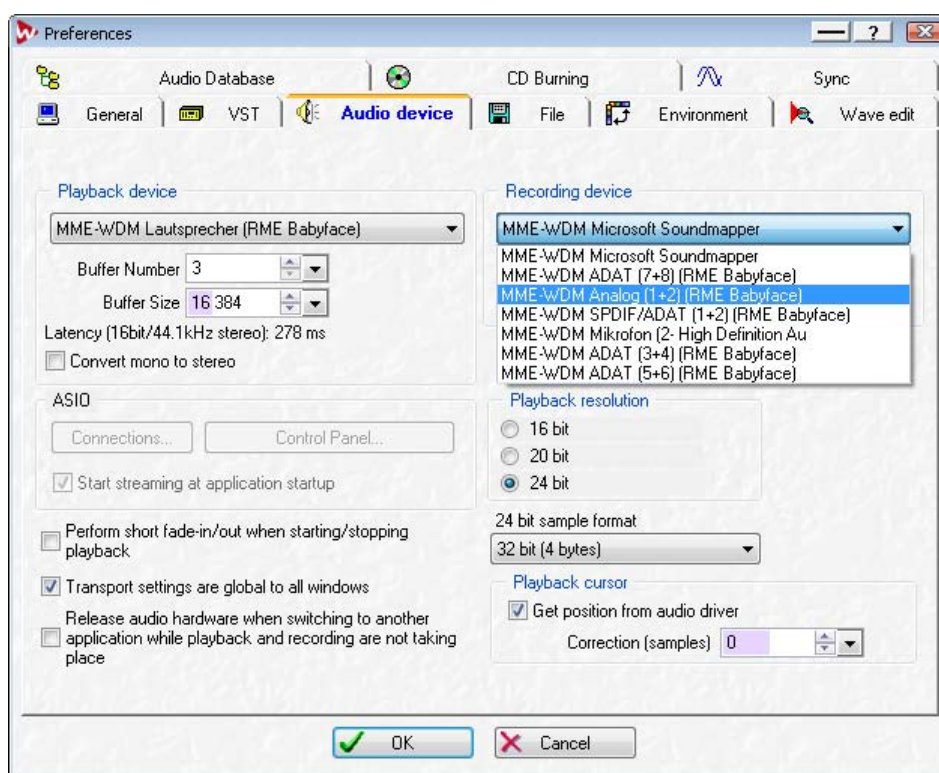 Preferences
?
Audio Database
CD Burning
Sync
General
VST
Audio device
File
Environment
Wave edit
Playback device
MME-WDM Lautsprecher (RME Babyface)
Buffer Number 3
Buffer Size 16 384
Latency (16bit/44.1kHz stereo): 278 ms
Convert mono to stereo
Recording device
MME-WDM Microsoft Soundmapper
MME-WDM Microsoft Soundmapper
MME-WDM ADAT (7+8) (RME Babyface)
MME-WDM Analog (1+2) (RME Babyface)
MME-WDM SPDIF/ADAT (1+2) (RME Babyface)
MME-WDM Mikrofon (2- High Definition Au
MME-WDM ADAT (3+4) (RME Babyface)
MME-WDM ADAT (5+6) (RME Babyface)
ASIO
Connections...
Control Panel...
Start streaming at application startup
Playback resolution
16 bit
20 bit
24 bit
Perform short fade-in/out when starting/stopping
playback
Transport settings are global to all windows
Release audio hardware when switching to another
application while playback and recording are not taking
place
24 bit sample format
32 bit (4 bytes)
Playback cursor
Get position from audio driver
Correction (samples) 0
OK
Cancel